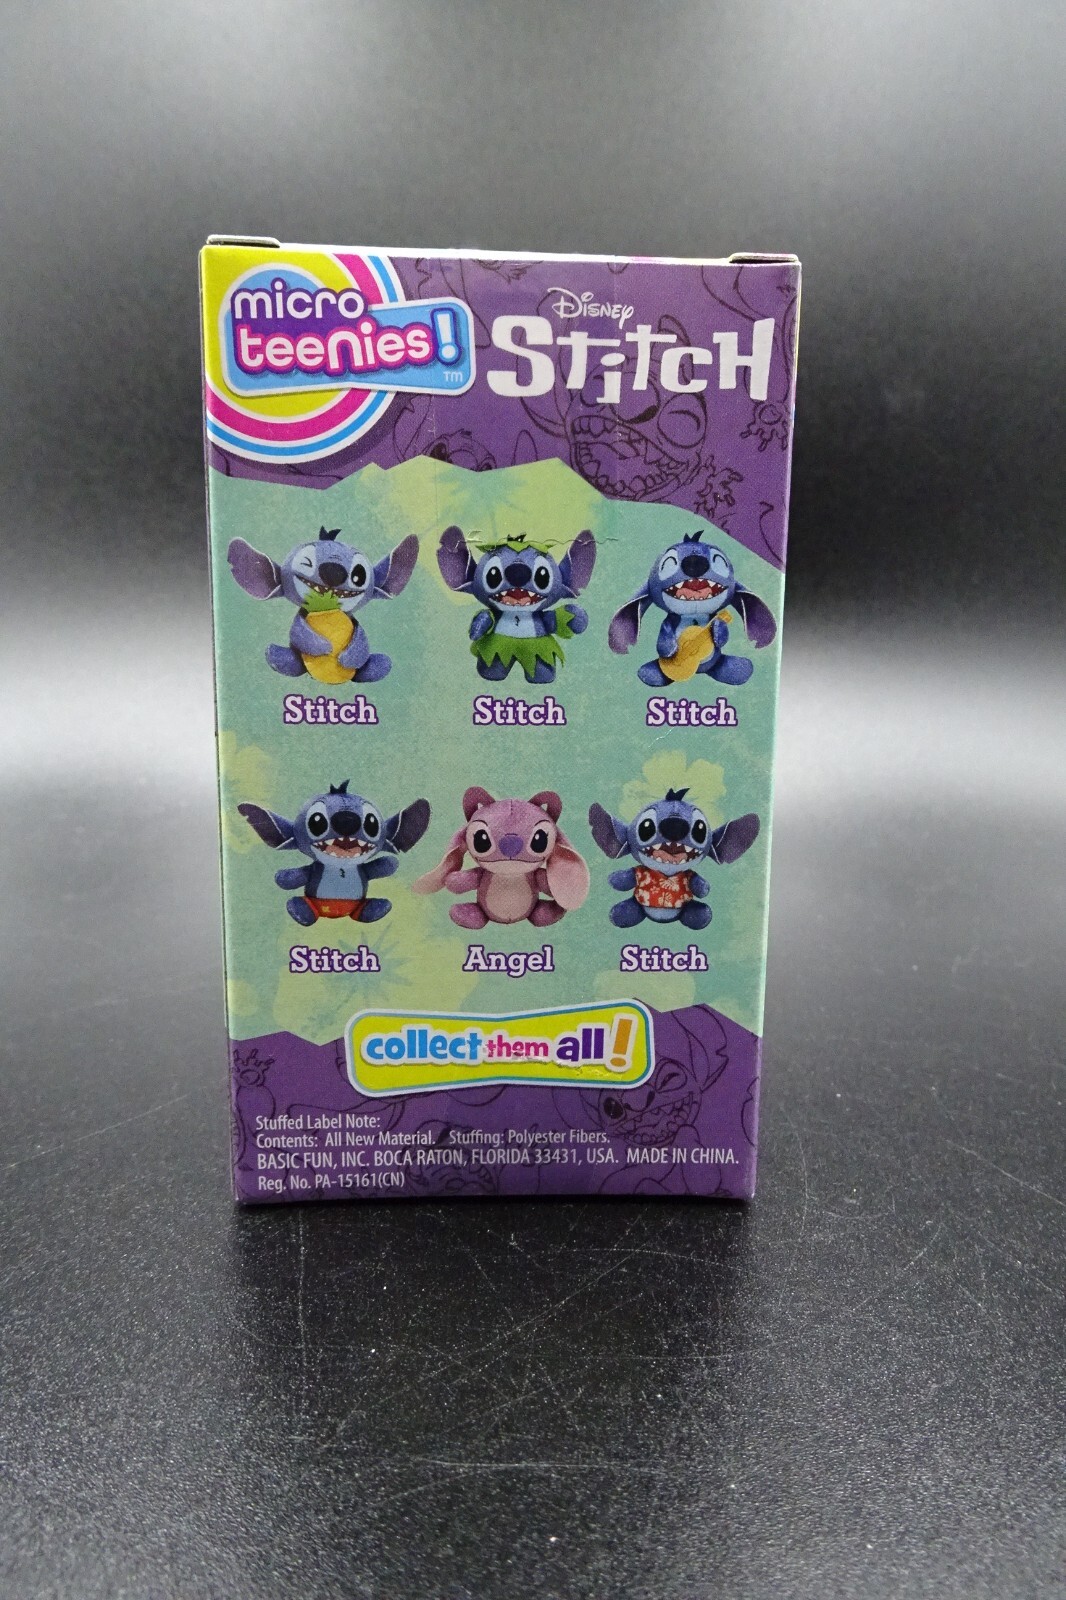 micro
teenies!
TM
Disney
Stitch
Stitch
Stitch
Stitch
Stitch
Angel
Stitch
collect them all!
Stuffed Label Note:
Contents: All New Material. Stuffing: Polyester Fibers.
BASIC FUN, INC. BOCA RATON, FLORIDA 33431, USA. MADE IN CHINA.
Reg. No. PA-15161(CN)